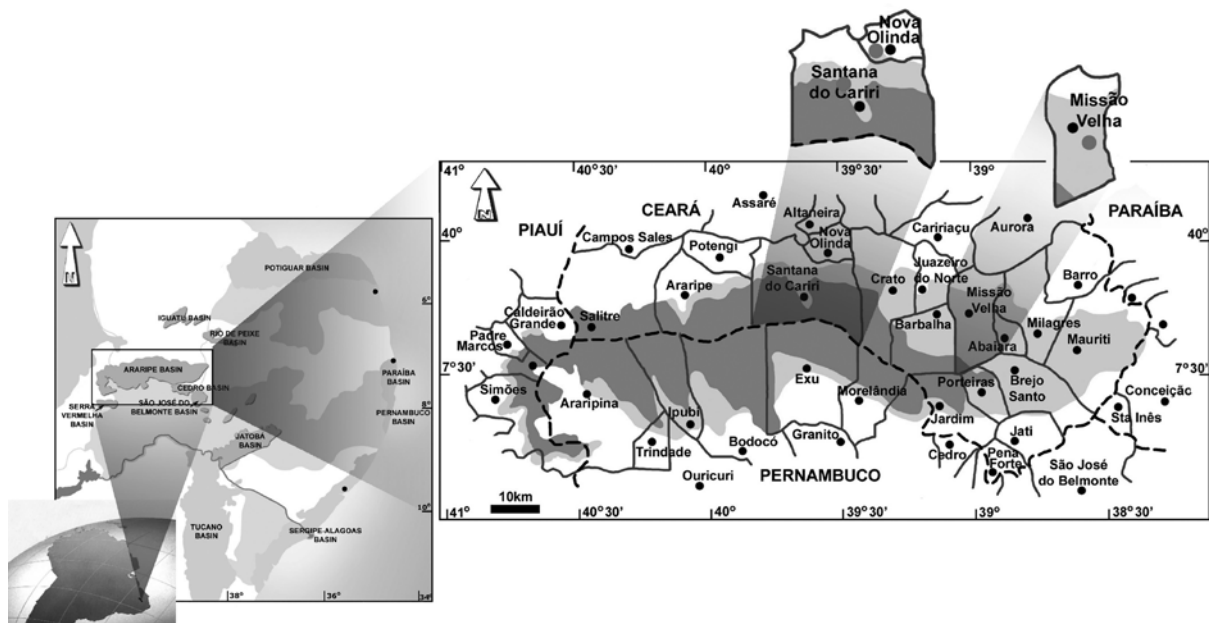 Nova
Olinda
Santana
do Cariri
Missão
Velha
41°
40°30'
40°
39°30'
39°
N
PIAUÍ
CEARÁ
PARAÍBA
Assaré
Altaneira
Nova
Olinda
Campos Sales
Potengi
Caririaçu
Aurora
40°
40°
Juazeiro
do Norte
Crato
Santana
do Cariri
Araripe
Barro
Missão
Velha
Caldeirão
Grande
Salitre
Barbalha
Milagres
Abaiara
Mauriti
Padre
Marcos
7°30'
7°30'
Simões
Araripina
Exu
Morelândia
Porteiras
Brejo
Santo
Conceição
Ipubi
Jardim
Sta Inês
Trindade
Bodocó
Granito
Cedro
Jati
Pena
Forte
São José
do Belmonte
Ouricuri
PERNAMBUCO
10km
41°
40°30'
40°
39°30'
39°
38°30'
N
POTIGUAR BASIN
IGUATU BASIN
RIO DE PEIXE
BASIN
ARARIPE BASIN
CEDRO BASIN
SÃO JOSÉ DO
BELMONTE BASIN
SERRA
VERMELHA
BASIN
PARAÍBA
BASIN
PERNAMBUCO
BASIN
JATOBÁ
BASIN
TUCANO
BASIN
SERGIPE-ALAGOAS
BASIN
8°
10°
38°
36°
34°